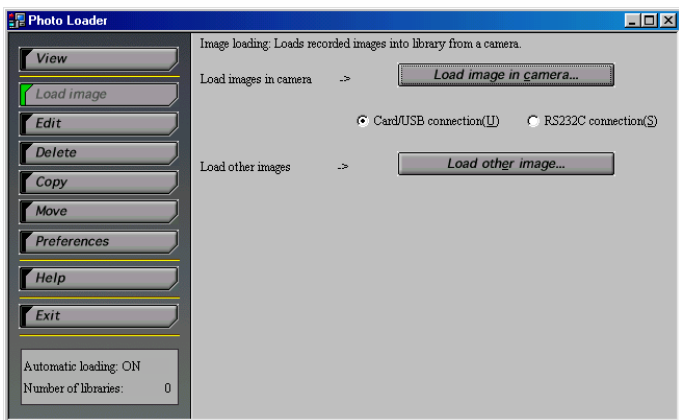 Photo Loader
View
Load image
Edit
Delete
Copy
Move
Preferences
Help
Exit
Automatic loading: ON
Number of libraries: 0
Image loading: Loads recorded images into library from a camera.
Load images in camera -> Load image in camera...
Card/USB connection(U) RS232C connection(S)
Load other images -> Load other image...